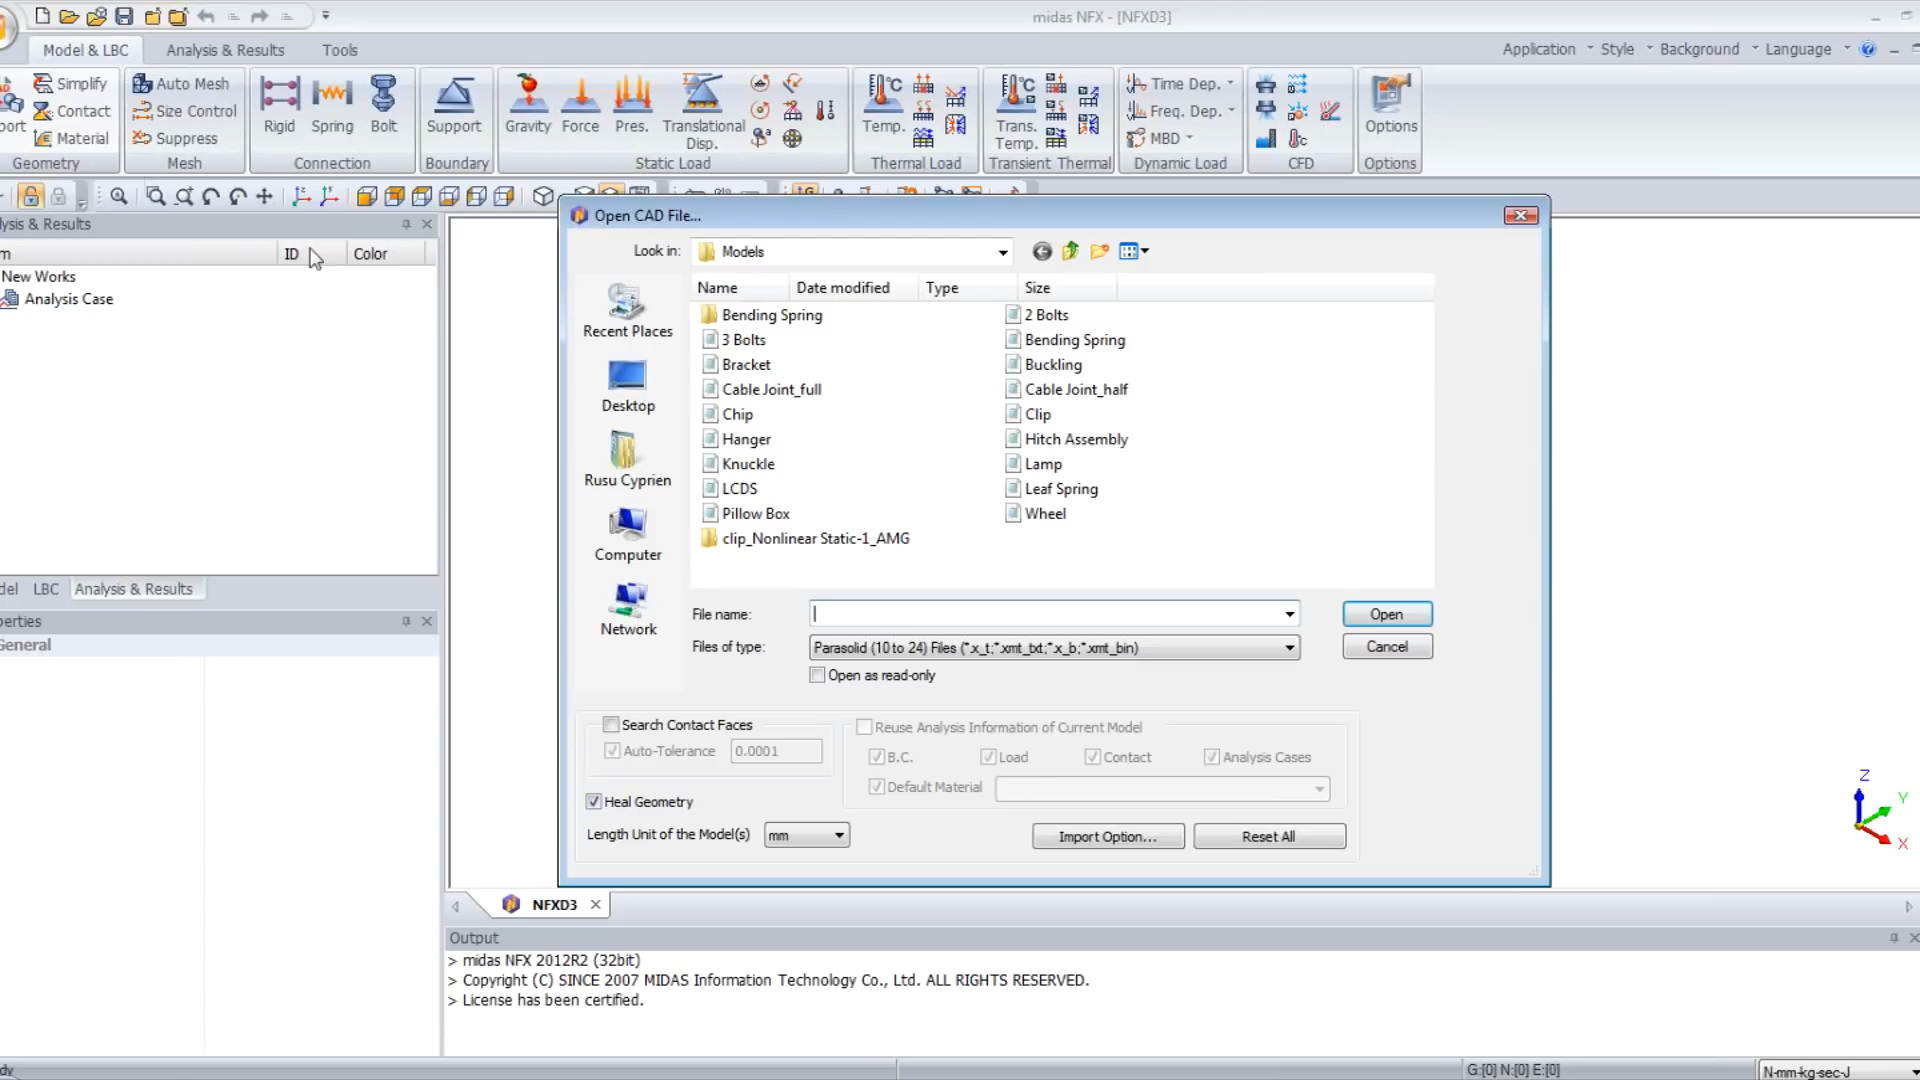 midas NFX - [NFXD3]
Model & LBC
Analysis & Results
Tools
Application
Style
Background
Language
Simplify
Contact
Material
Geometry
Auto Mesh
Size Control
Suppress
Mesh
Rigid
Spring
Bolt
Connection
Support
Boundary
Gravity
Force
Pres.
Translational Disp.
Static Load
Temp.
Thermal Load
Trans. Temp.
Transient Thermal
Time Dep.
Freq. Dep.
MBD
Dynamic Load
CFD
Options
Options
lysis & Results
m
ID
Color
New Works
Analysis Case
del
LBC
Analysis & Results
perties
General
Open CAD File...
Look in:
Models
Name
Date modified
Type
Size
Recent Places
Desktop
Rusu Cyprien
Computer
Network
Bending Spring
2 Bolts
3 Bolts
Bending Spring
Bracket
Buckling
Cable Joint_full
Cable Joint_half
Chip
Clip
Hanger
Hitch Assembly
Knuckle
Lamp
LCDS
Leaf Spring
Pillow Box
Wheel
clip_Nonlinear Static-1_AMG
File name:
Open
Files of type:
Parasolid (10 to 24) Files (*.x_t;*.xmt_txt;*.x_b;*.xmt_bin)
Cancel
Open as read-only
Search Contact Faces
Auto-Tolerance
0.0001
Reuse Analysis Information of Current Model
B.C.
Load
Contact
Analysis Cases
Default Material
Heal Geometry
Length Unit of the Model(s)
mm
Import Option...
Reset All
Z
Y
X
NFXD3
Output
> midas NFX 2012R2 (32bit)
> Copyright (C) SINCE 2007 MIDAS Information Technology Co., Ltd. ALL RIGHTS RESERVED.
> License has been certified.
dy
G:[0] N:[0] E:[0]
N-mm-kg-sec-J